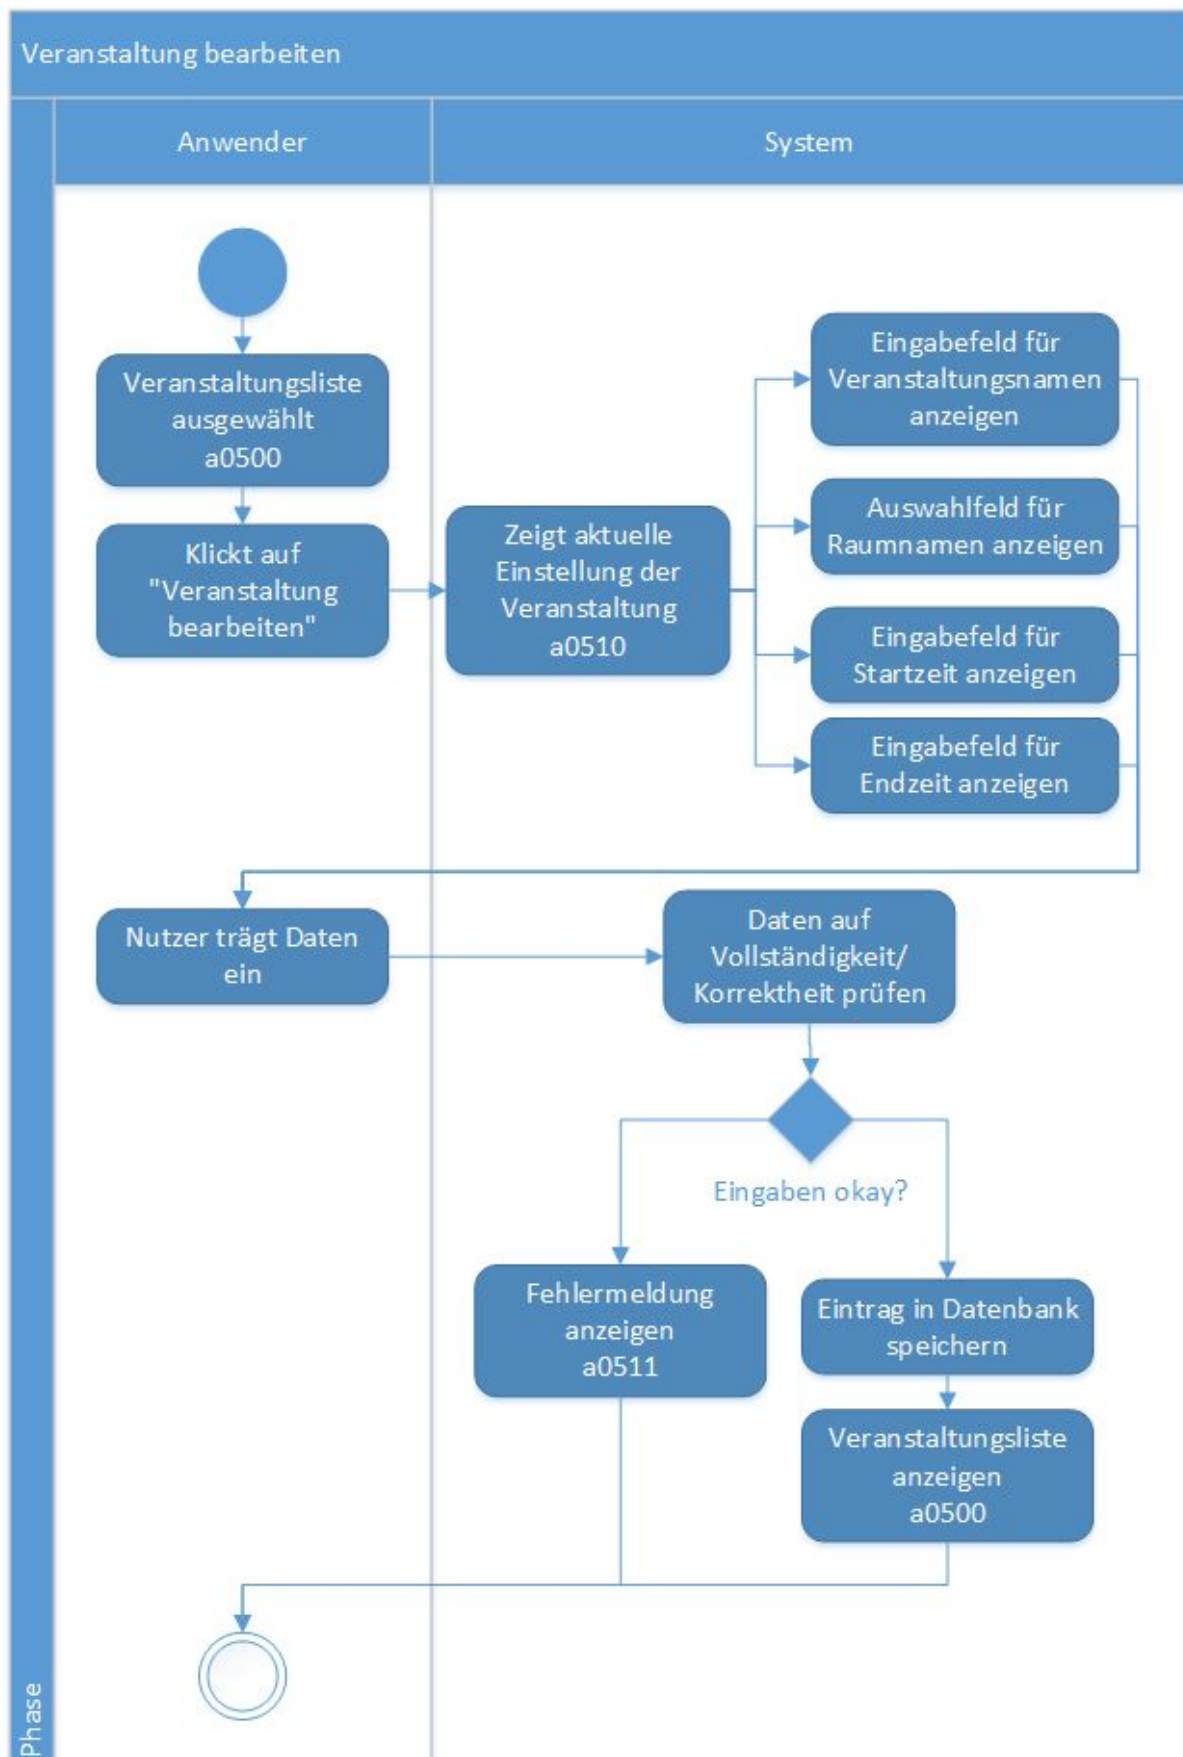 Veranstaltung bearbeiten
Anwender
System
Veranstaltungsliste
ausgewählt
a0500
Klickt auf
"Veranstaltung
bearbeiten"
Zeigt aktuelle
Einstellung der
Veranstaltung
a0510
Eingabefeld für
Veranstaltungsnamen
anzeigen
Auswahlfeld für
Raumnamen anzeigen
Eingabefeld für
Startzeit anzeigen
Eingabefeld für
Endzeit anzeigen
Nutzer trägt Daten
ein
Daten auf
Vollständigkeit/
Korrektheit prüfen
Eingaben okay?
Fehlermeldung
anzeigen
a0511
Eintrag in Datenbank
speichern
Veranstaltungsliste
anzeigen
a0500
Phase